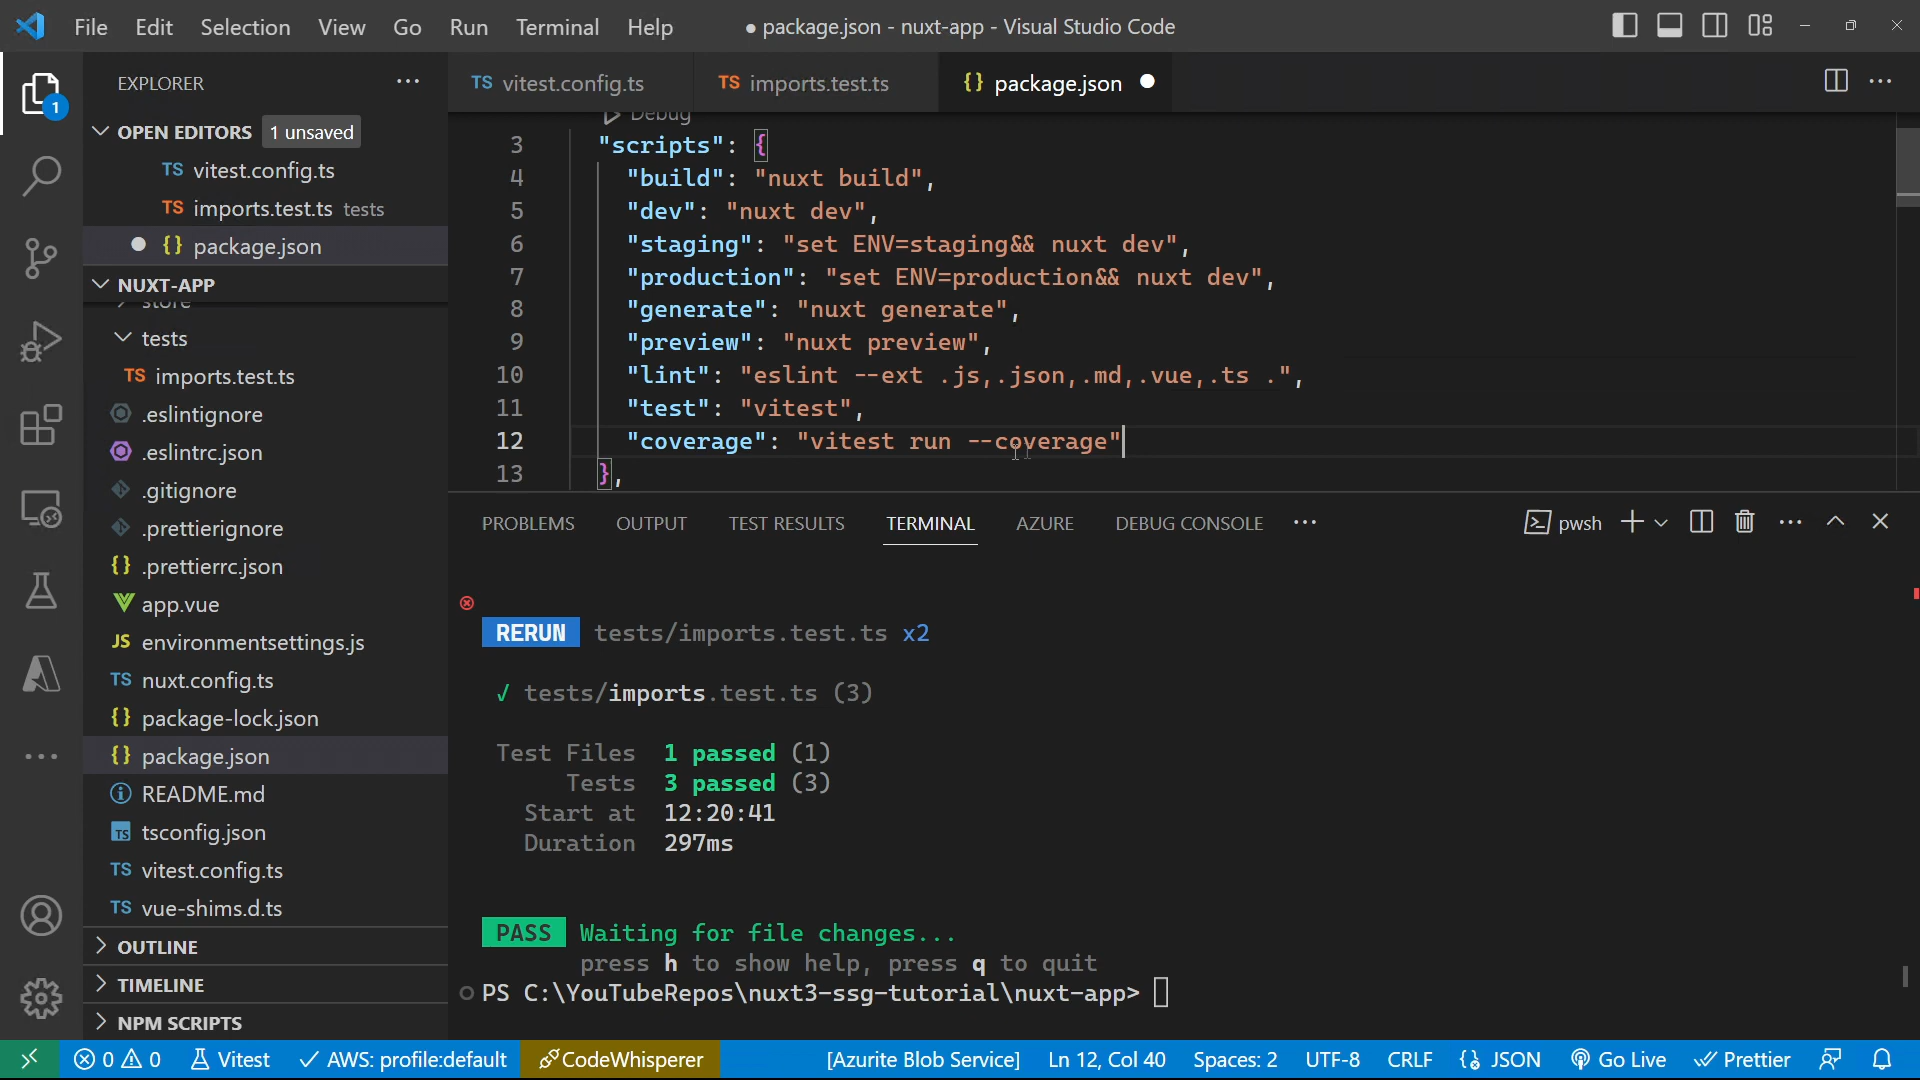 File Edit Selection View Go Run Terminal Help ● package.json - nuxt-app - Visual Studio Code
EXPLORER ...
TS vitest.config.ts TS imports.test.ts {} package.json ...
OPEN EDITORS 1 unsaved
TS vitest.config.ts
TS imports.test.ts tests
{} package.json
NUXT-APP
store
tests
TS imports.test.ts
.eslintignore
.eslintrc.json
.gitignore
.prettierignore
{} .prettierrc.json
app.vue
JS environmentsettings.js
TS nuxt.config.ts
{} package-lock.json
{} package.json
README.md
TS tsconfig.json
TS vitest.config.ts
TS vue-shims.d.ts
OUTLINE
TIMELINE
NPM SCRIPTS
1
Debug
3 "scripts": {
4 "build": "nuxt build",
5 "dev": "nuxt dev",
6 "staging": "set ENV=staging&& nuxt dev",
7 "production": "set ENV=production&& nuxt dev",
8 "generate": "nuxt generate",
9 "preview": "nuxt preview",
10 "lint": "eslint --ext .js,.json,.md,.vue,.ts .",
11 "test": "vitest",
12 "coverage": "vitest run --coverage"
13 },
PROBLEMS OUTPUT TEST RESULTS TERMINAL AZURE DEBUG CONSOLE ... pwsh ...
RERUN tests/imports.test.ts x2
√ tests/imports.test.ts (3)
Test Files 1 passed (1)
Tests 3 passed (3)
Start at 12:20:41
Duration 297ms
PASS Waiting for file changes...
press h to show help, press q to quit
PS C:\YouTubeRepos\nuxt3-ssg-tutorial\nuxt-app>
0 0 Vitest AWS: profile:default CodeWhisperer [Azurite Blob Service] Ln 12, Col 40 Spaces: 2 UTF-8 CRLF {} JSON Go Live Prettier